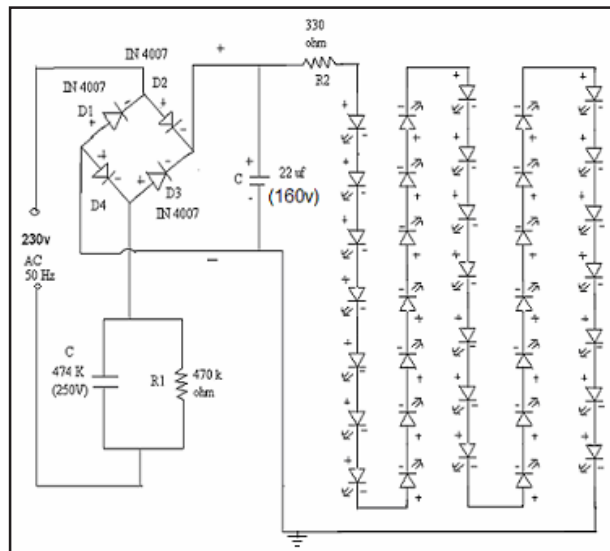 330
ohm
R2
IN 4007
D2
IN 4007
D1
+
-
+
-
+
-
+
-
D3
D4
IN 4007
+
+
C
-
22 uf
(160v)
230v
AC
50 Hz
-
C
474 K
(250V)
R1
470 k
ohm